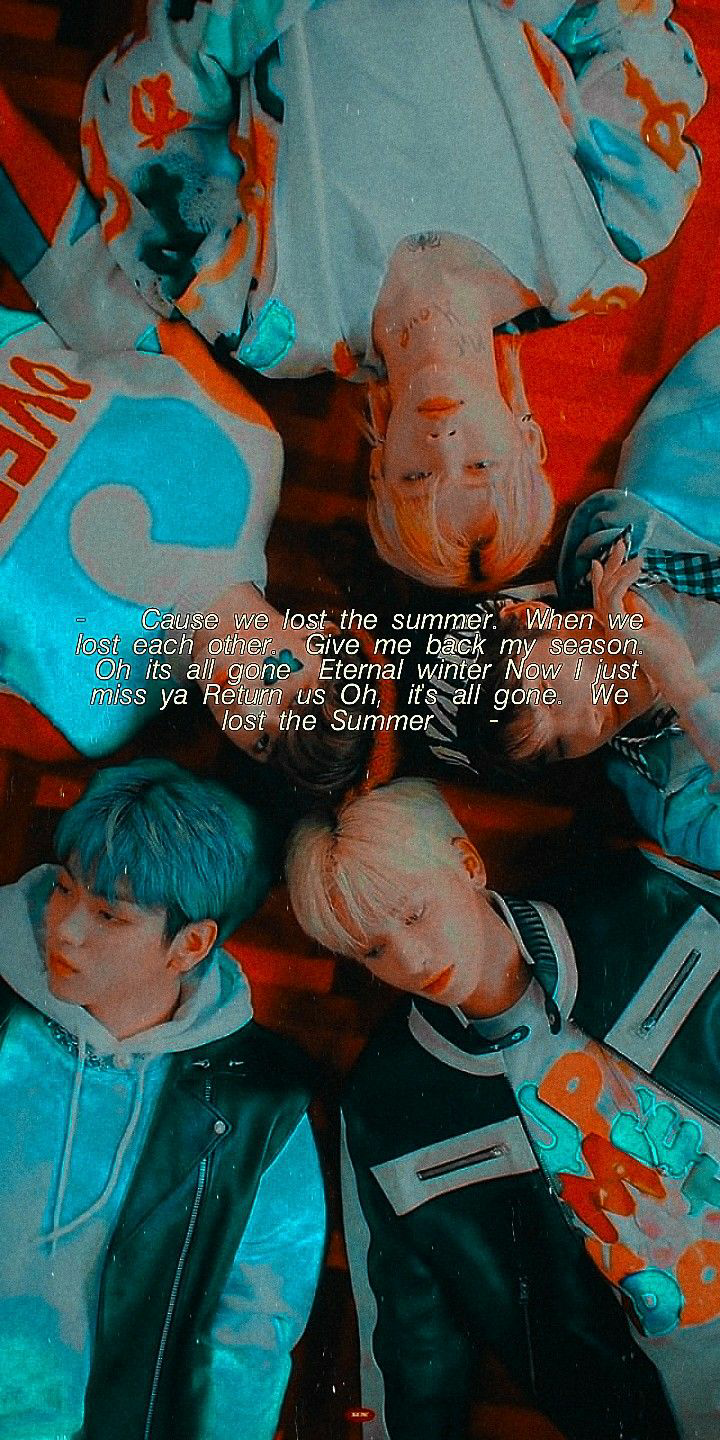 - Cause we lost the summer. When we
lost each other. Give me back my season.
Oh its all gone Eternal winter Now I just
miss ya Return us Oh, it's all gone. We
lost the Summer -